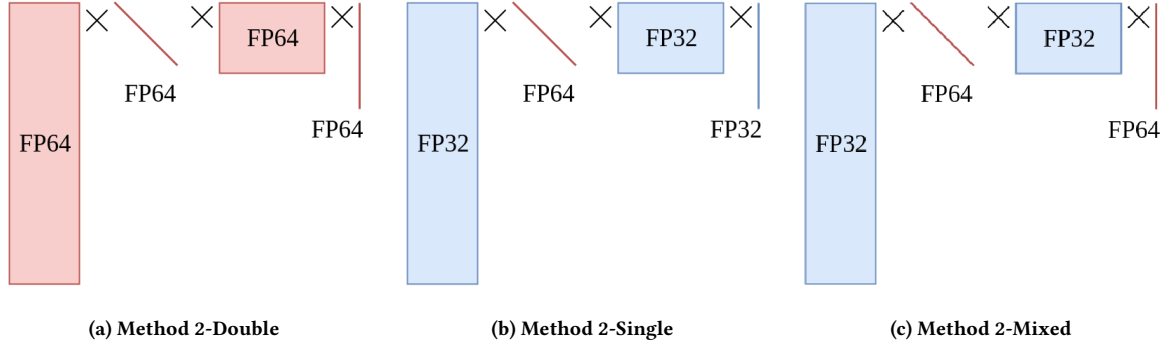 FP64 FP32 FP32
FP64 FP64 FP64
FP64 FP32 FP64
FP64 FP32 FP32
(a) Method 2-Double (b) Method 2-Single (c) Method 2-Mixed